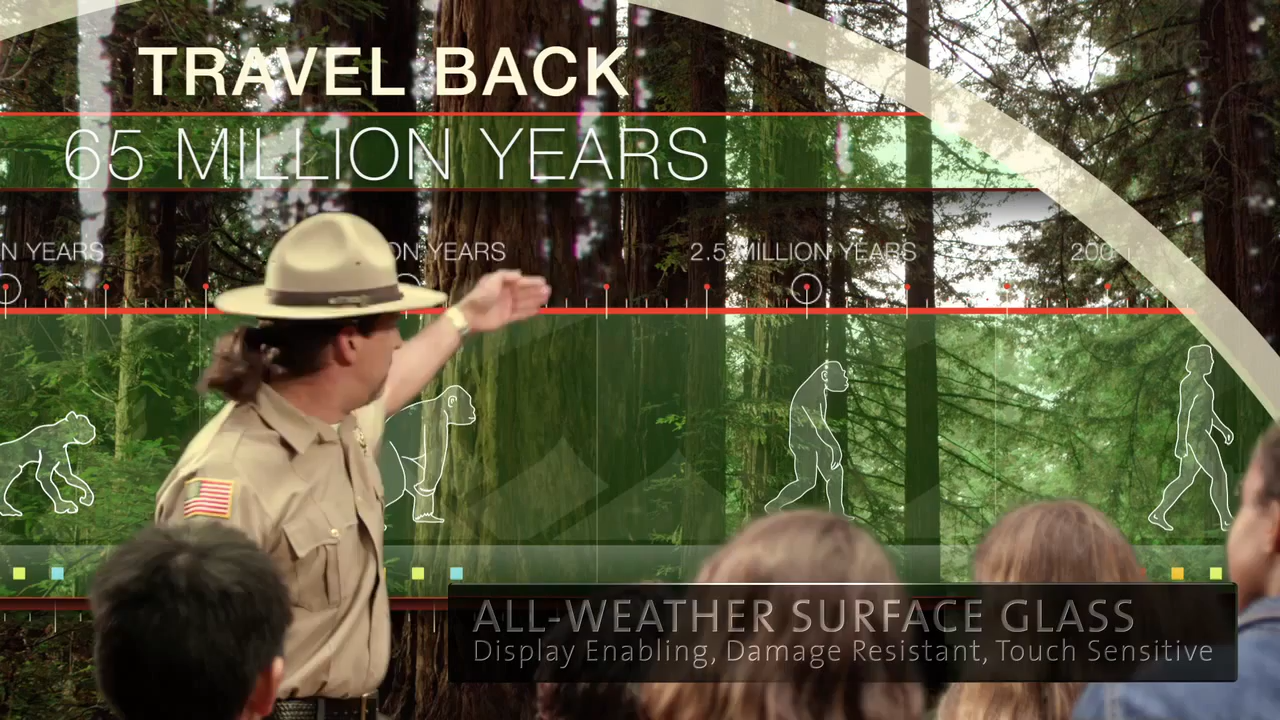 TRAVEL BACK
65 MILLION YEARS
N YEARS
ON YEARS
2.5 MILLION YEARS
200
ALL-WEATHER SURFACE GLASS
Display Enabling, Damage Resistant, Touch Sensitive